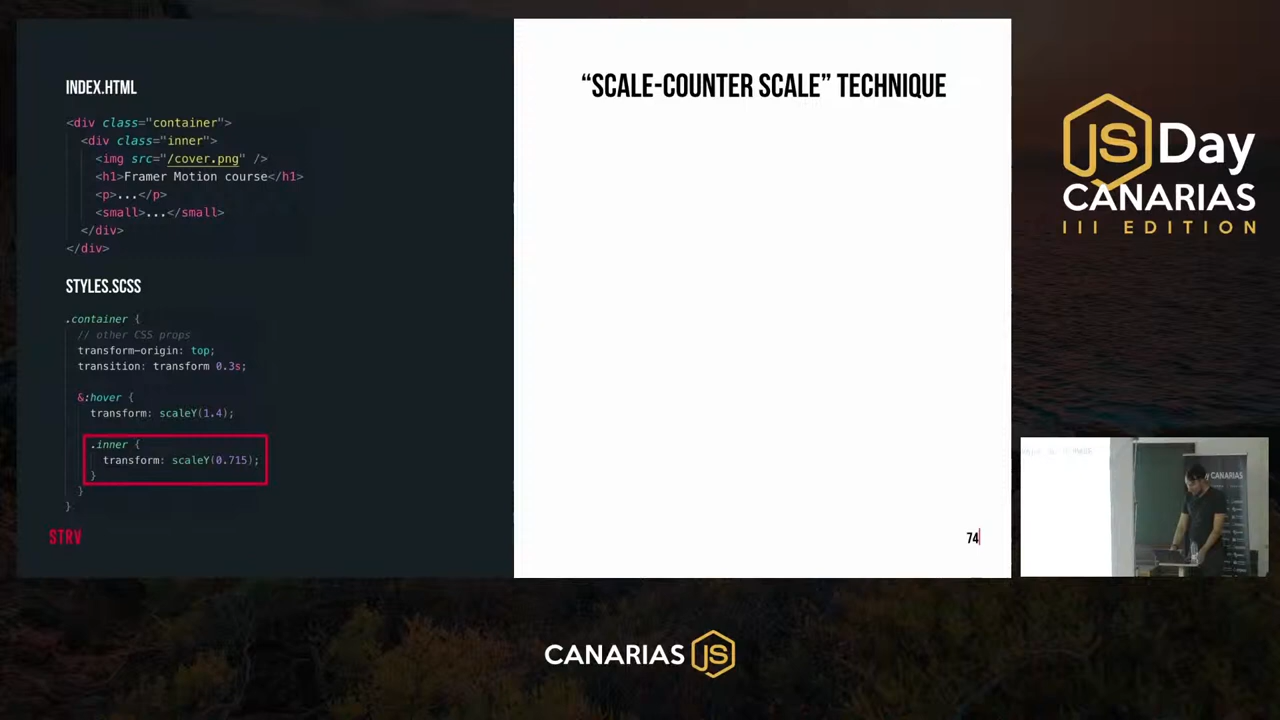 INDEX.HTML
<div class="container">
<div class="inner">
<img src="/cover.png" />
<h1>Framer Motion course</h1>
<p>...</p>
<small>...</small>
</div>
</div>
STYLES.SCSS
.container {
// other CSS props
transform-origin: top;
transition: transform 0.3s;
&:hover {
transform: scaleY(1.4);
.inner {
transform: scaleY(0.715);
}
}
}
STRV
“SCALE-COUNTER SCALE” TECHNIQUE
74
JS Day
CANARIAS
III EDITION
CANARIAS
CANARIAS JS